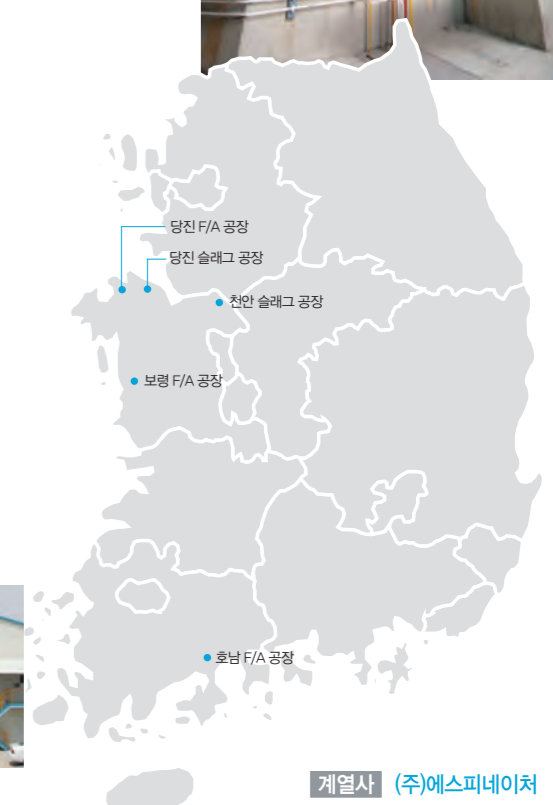 당진 F/A 공장
당진 슬래그 공장
천안 슬래그 공장
보령 F/A 공장
호남 F/A 공장
계열사 (주)에스피네이처